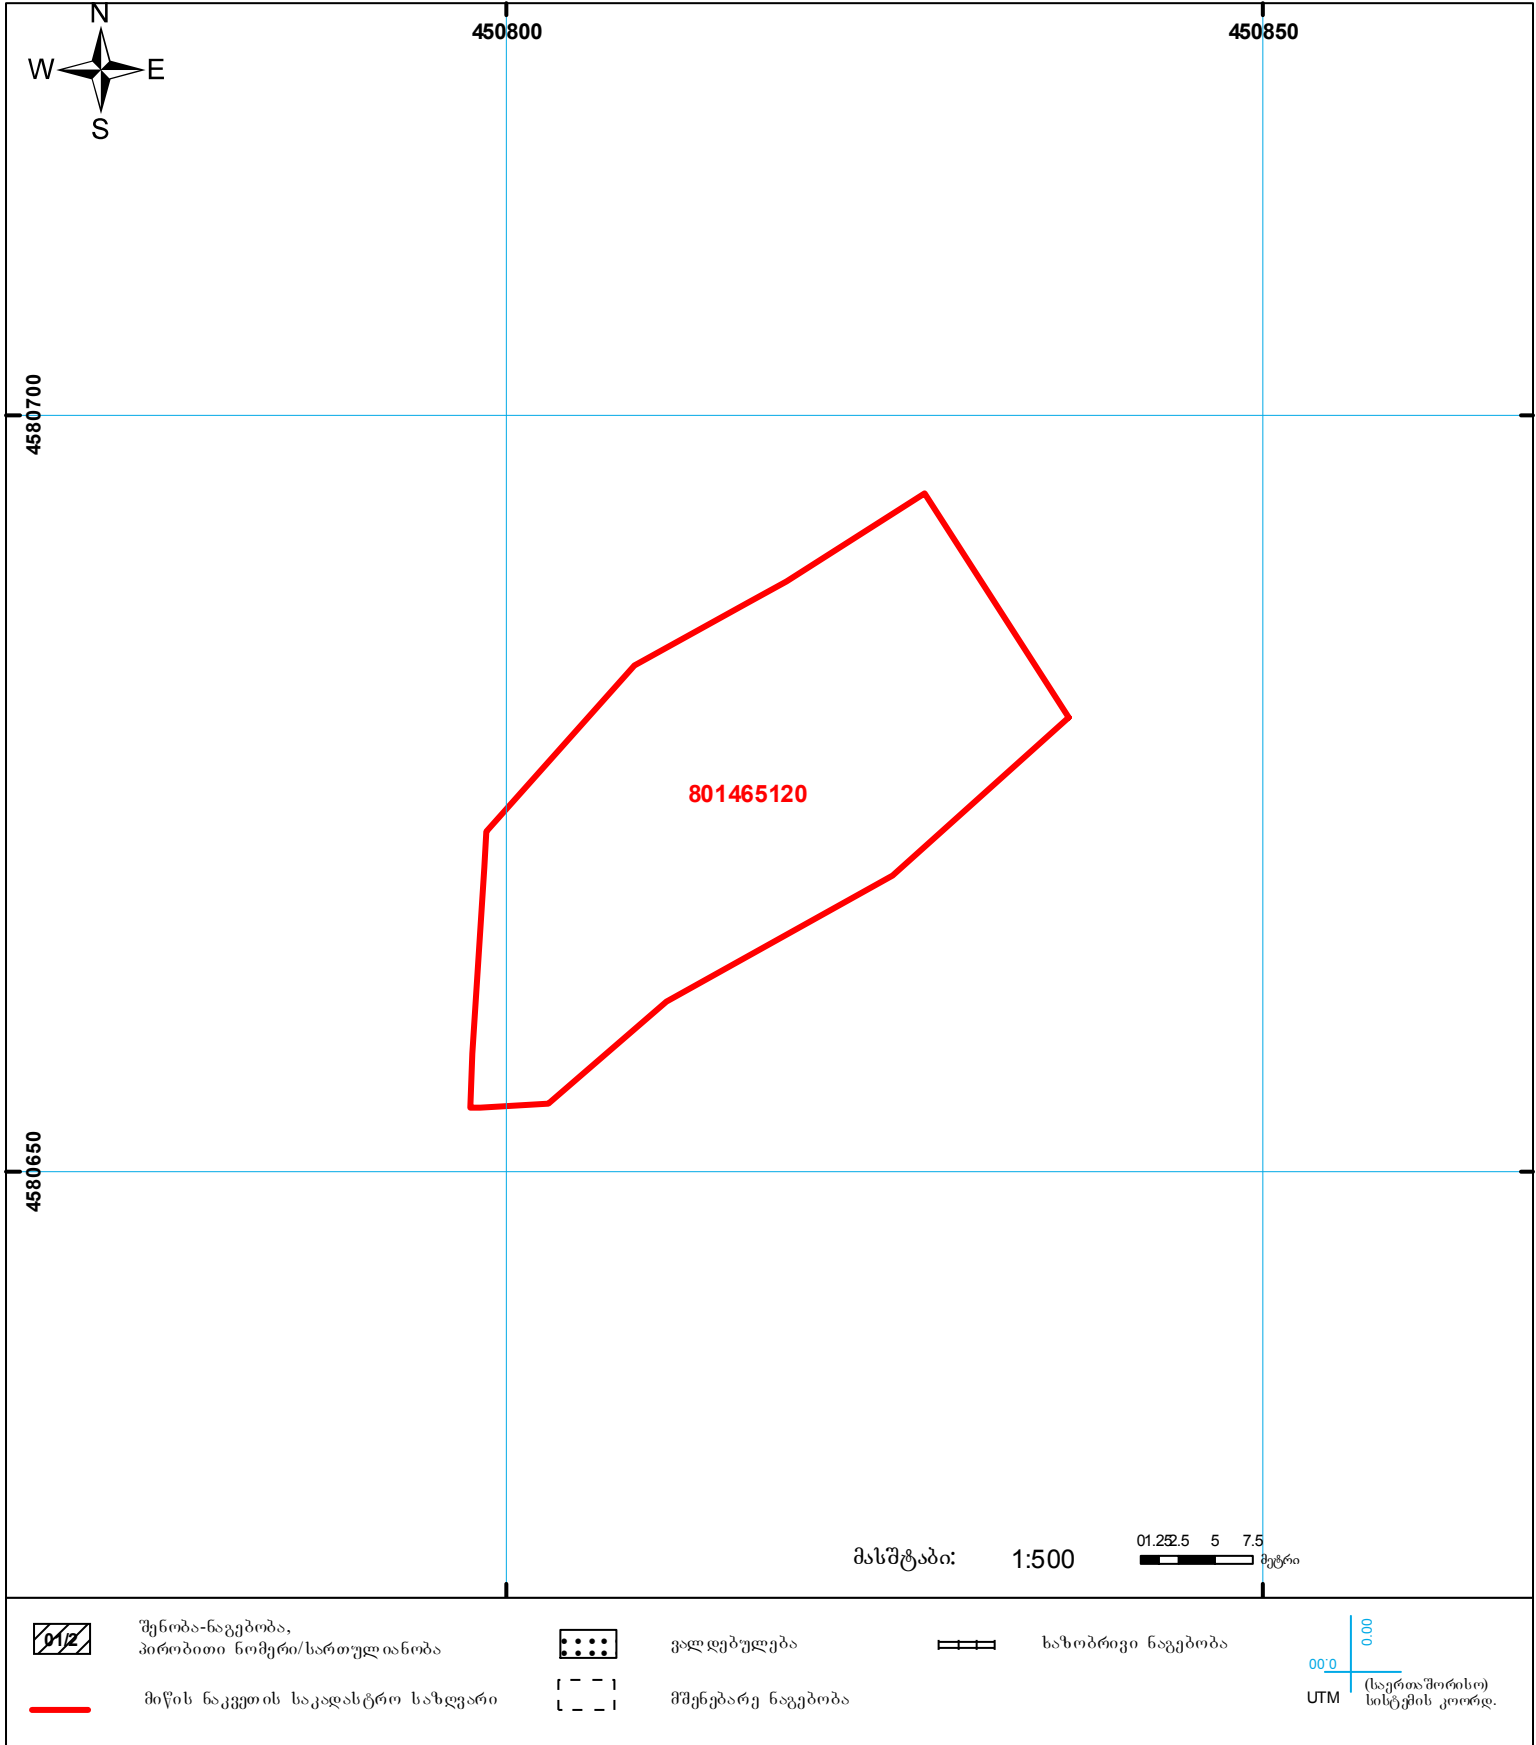 N
W E
S
450800
450850
4580700
801465120
4580650
მასშტაბი: 1:500
0 1.25 2.5 5 7.5
მეტრი
01/2
შენობა-ნაგებობა,
პირობითი ნომერი/სართულიანობა
ვალდებულება
ხაზობრივი ნაგებობა
მიწის ნაკვეთის საკადასტრო საზღვარი
მშენებარე ნაგებობა
00.0
00.0
UTM
(საერთაშორისო)
სისტემის კოორდ.